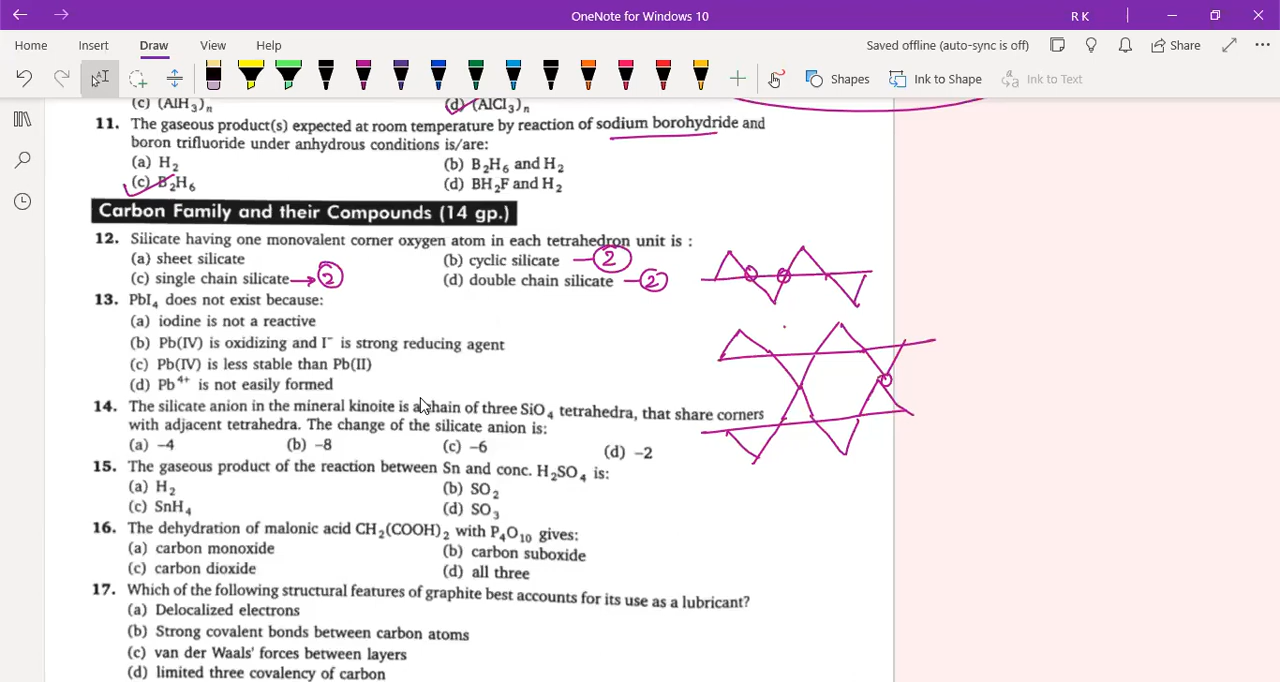 OneNote for Windows 10
R K
Home Insert Draw View Help
Saved offline (auto-sync is off) Share
Shapes Ink to Shape Ink to Text
(c) (AlH3)n (d) (AlCl3)n
11. The gaseous product(s) expected at room temperature by reaction of sodium borohydride and
boron trifluoride under anhydrous conditions is/are:
(a) H2 (b) B2H6 and H2
(c) B2H6 (d) BH2F and H2
Carbon Family and their Compounds (14 gp.)
12. Silicate having one monovalent corner oxygen atom in each tetrahedron unit is :
(a) sheet silicate (b) cyclic silicate 2
(c) single chain silicate 2 (d) double chain silicate 2
13. PbI4 does not exist because:
(a) iodine is not a reactive
(b) Pb(IV) is oxidizing and I⁻ is strong reducing agent
(c) Pb(IV) is less stable than Pb(II)
(d) Pb⁴⁺ is not easily formed
14. The silicate anion in the mineral kinoite is a chain of three SiO4 tetrahedra, that share corners
with adjacent tetrahedra. The change of the silicate anion is:
(a) −4 (b) −8 (c) −6 (d) −2
15. The gaseous product of the reaction between Sn and conc. H2SO4 is:
(a) H2 (b) SO2
(c) SnH4 (d) SO3
16. The dehydration of malonic acid CH2(COOH)2 with P4O10 gives:
(a) carbon monoxide (b) carbon suboxide
(c) carbon dioxide (d) all three
17. Which of the following structural features of graphite best accounts for its use as a lubricant?
(a) Delocalized electrons
(b) Strong covalent bonds between carbon atoms
(c) van der Waals' forces between layers
(d) limited three covalency of carbon